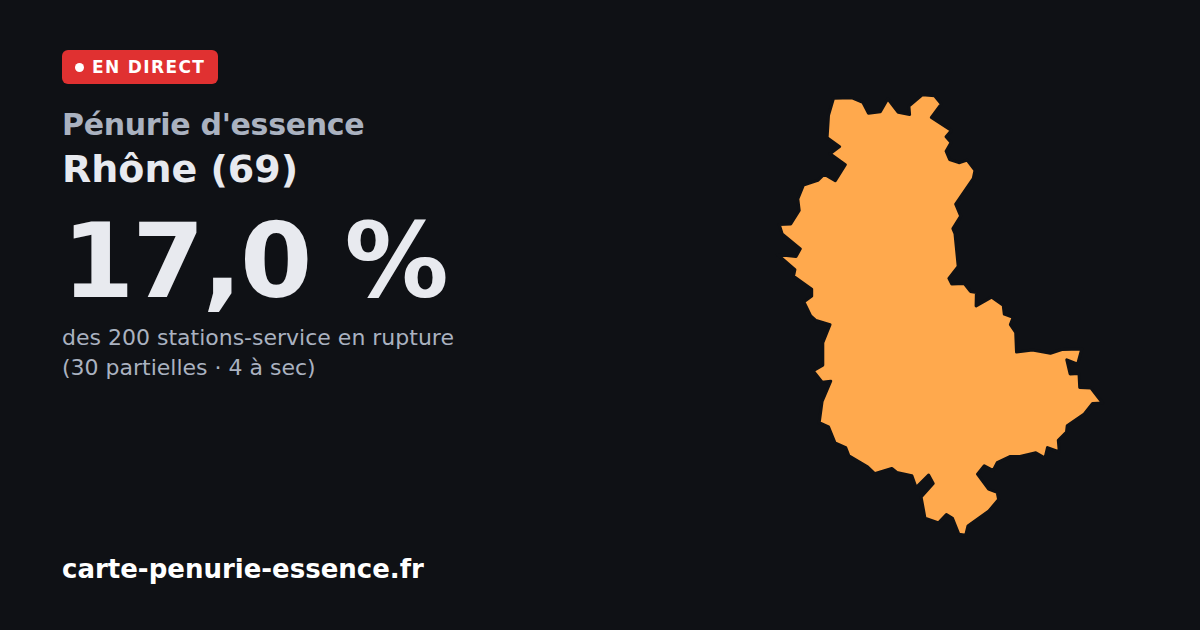 EN DIRECT
Pénurie d'essence
Rhône (69)
17,0 %
des 200 stations-service en rupture
(30 partielles · 4 à sec)
carte-penurie-essence.fr